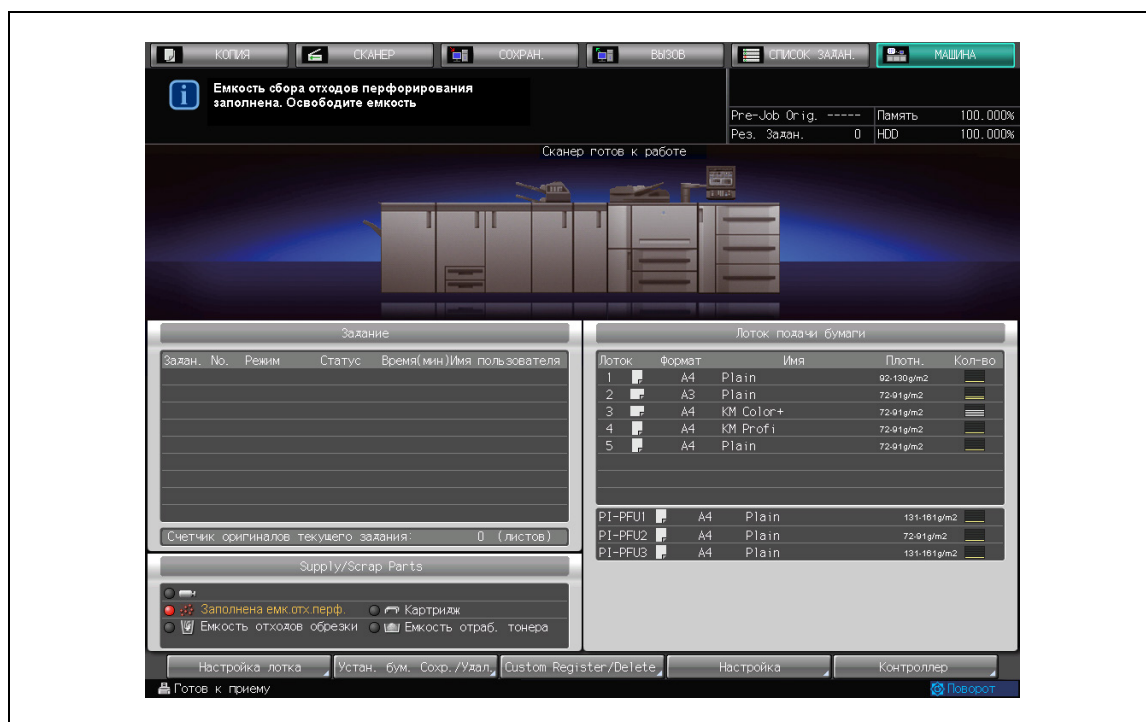 КОПИЯ СКАНЕР СОХРАН. ВЫЗОВ СПИСОК ЗАДАН. МАШИНА
Емкость сбора отходов перфорирования
заполнена. Освободите емкость
Pre-Job Orig. ----- Память 100.000%
Рез. Задан. 0 HDD 100.000%
Сканер готов к работе
Задание
Задан. No. Режим Статус Время(мин) Имя пользователя
Счетчик оригиналов текущего задания: 0 (листов)
Supply/Scrap Parts
Заполнена емк.отх.перф. Картридж
Емкость отходов обрезки Емкость отраб. тонера
Лоток подачи бумаги
Лоток Формат Имя Плотн. Кол-во
1 A4 Plain 92-130g/m2
2 A3 Plain 72-91g/m2
3 A4 KM Color+ 72-91g/m2
4 A4 KM Profi 72-91g/m2
5 A4 Plain 72-91g/m2
PI-PFU1 A4 Plain 131-161g/m2
PI-PFU2 A4 Plain 72-91g/m2
PI-PFU3 A4 Plain 131-161g/m2
Настройка лотка Устан. бум. Сохр./Удал. Custom Register/Delete Настройка Контроллер
Готов к приему Поворот